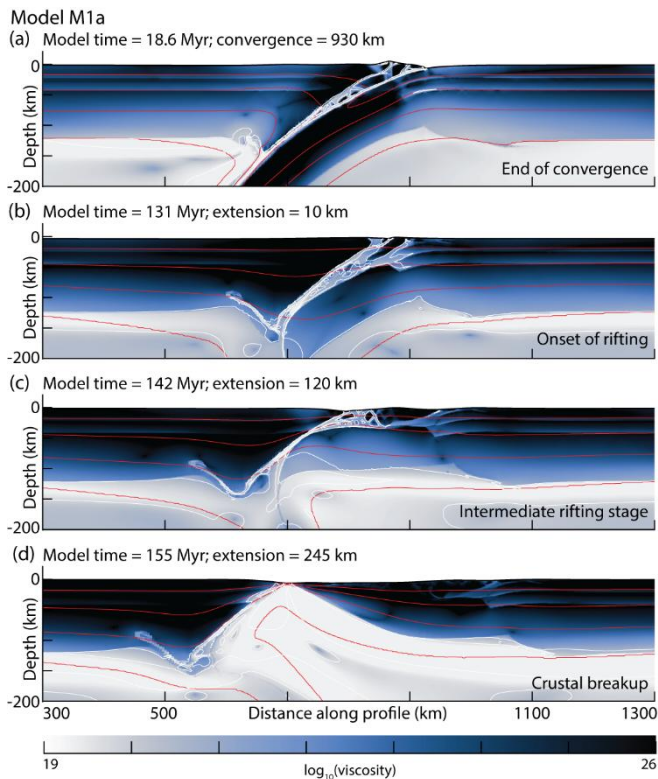 Model M1a
(a) Model time = 18.6 Myr; convergence = 930 km
0
Depth (km)
-200
End of convergence
(b) Model time = 131 Myr; extension = 10 km
0
Depth (km)
-200
Onset of rifting
(c) Model time = 142 Myr; extension = 120 km
0
Depth (km)
-200
Intermediate rifting stage
(d) Model time = 155 Myr; extension = 245 km
0
Depth (km)
-200
Crustal breakup
300 500 Distance along profile (km) 1100 1300
19 log₁₀(viscosity) 26